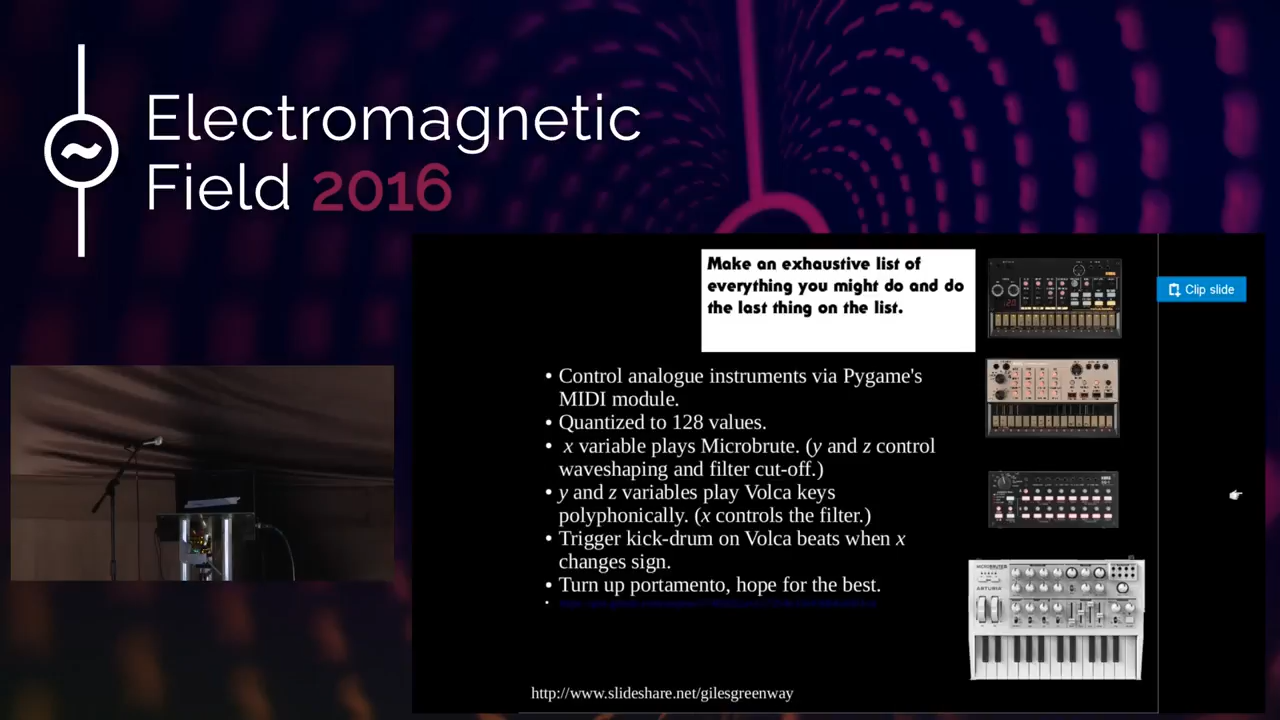 Electromagnetic
Field 2016
Make an exhaustive list of
everything you might do and do
the last thing on the list.
Clip slide
• Control analogue instruments via Pygame's
MIDI module.
• Quantized to 128 values.
• x variable plays Microbrute. (y and z control
waveshaping and filter cut-off.)
• y and z variables play Volca keys
polyphonically. (x controls the filter.)
• Trigger kick-drum on Volca beats when x
changes sign.
• Turn up portamento, hope for the best.
•
MICROBRUTE
ARTURIA
http://www.slideshare.net/gilesgreenway